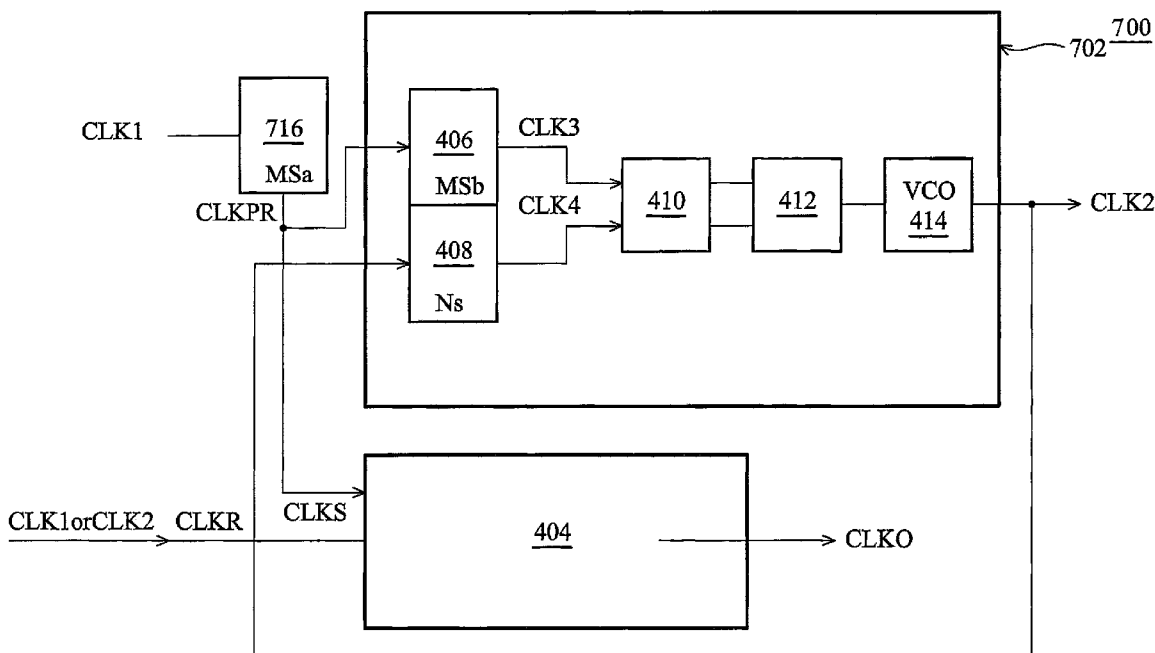 700
702
CLK1
716
MSa
CLKPR
406
MSb
CLK3
CLK4
408
Ns
410
412
VCO
414
CLK2
CLK1orCLK2
CLKR
CLKS
404
CLKO